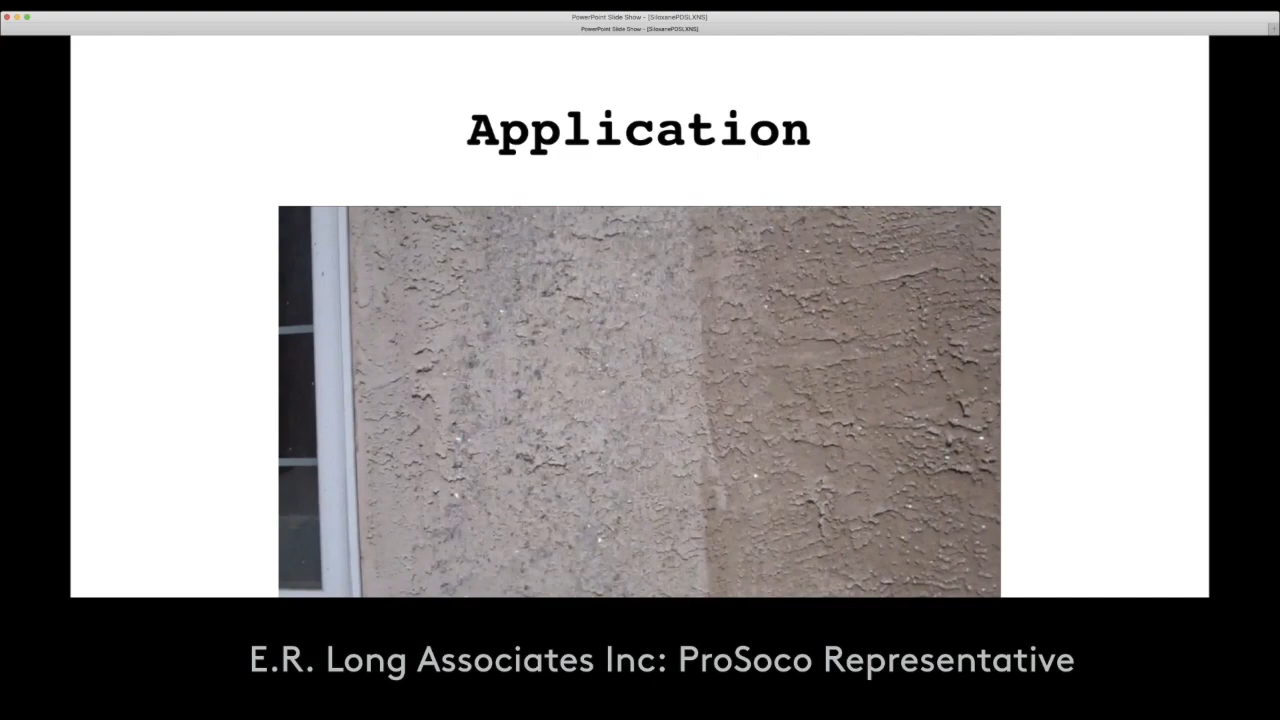 PowerPoint Slide Show - [SiloxanePDSLXNS]
PowerPoint Slide Show - [SiloxanePDSLXNS]
Application
E.R. Long Associates Inc: ProSoco Representative